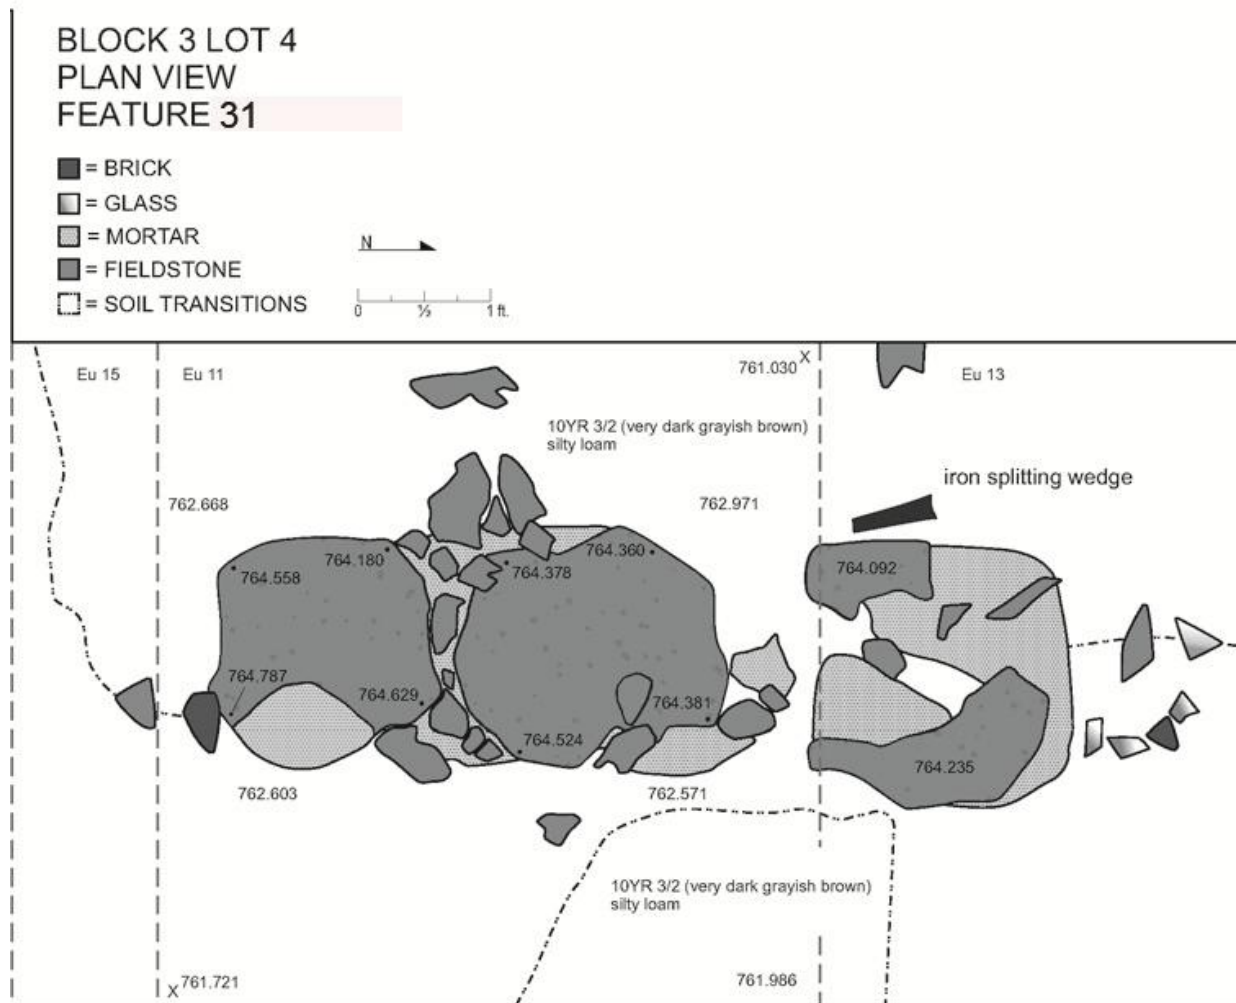 BLOCK 3 LOT 4
PLAN VIEW
FEATURE 31
= BRICK
= GLASS
= MORTAR
= FIELDSTONE
= SOIL TRANSITIONS
N
0 ½ 1 ft.
Eu 15
Eu 11
761.030 X
Eu 13
10YR 3/2 (very dark grayish brown)
silty loam
iron splitting wedge
762.668
762.971
764.180
764.360
764.558
764.378
764.092
764.787
764.629
764.381
764.524
764.235
762.603
762.571
10YR 3/2 (very dark grayish brown)
silty loam
X 761.721
761.986